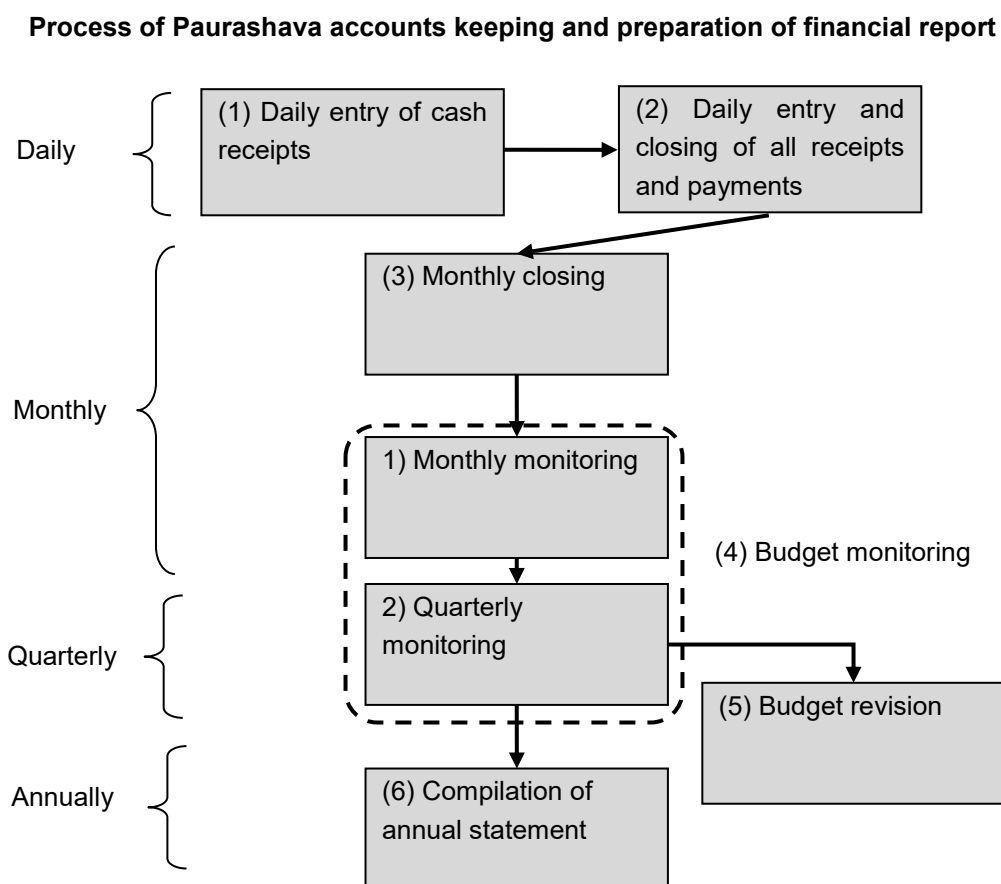 Process of Paurashava accounts keeping and preparation of financial report
Daily
(1) Daily entry of cash
receipts
(2) Daily entry and
closing of all receipts
and payments
Monthly
(3) Monthly closing
1) Monthly monitoring
(4) Budget monitoring
Quarterly
2) Quarterly
monitoring
(5) Budget revision
Annually
(6) Compilation of
annual statement